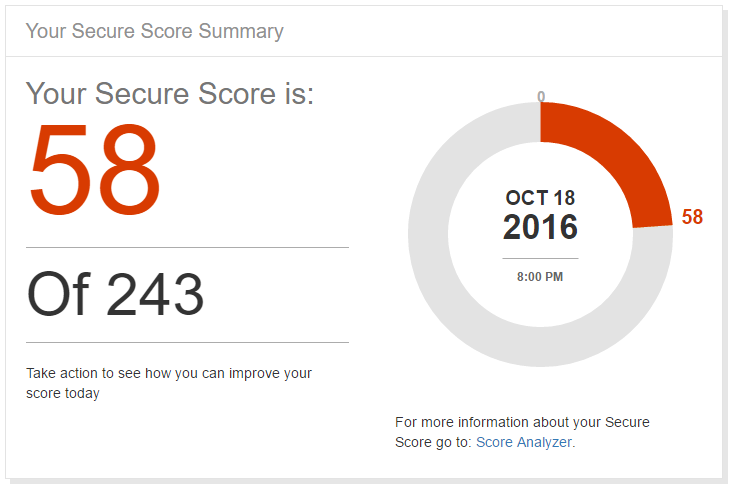 Your Secure Score Summary
Your Secure Score is:
58
Of 243
Take action to see how you can improve your
score today
0
OCT 18
2016
8:00 PM
58
For more information about your Secure
Score go to: Score Analyzer.